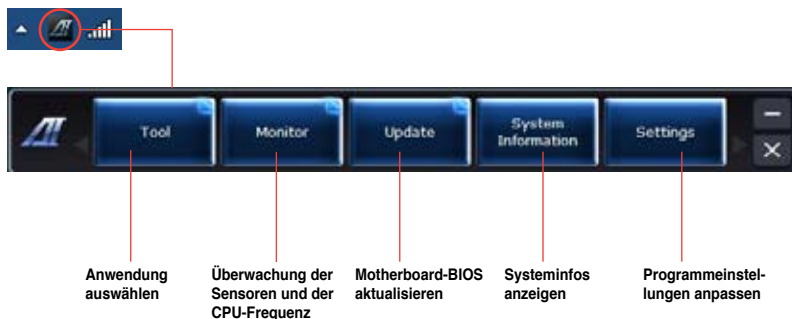 Tool
Monitor
Update
System
Information
Settings
Anwendung
auswählen
Überwachung der
Sensoren und der
CPU-Frequenz
Motherboard-BIOS
aktualisieren
Systeminfos
anzeigen
Programmeinstel-
lungen anpassen